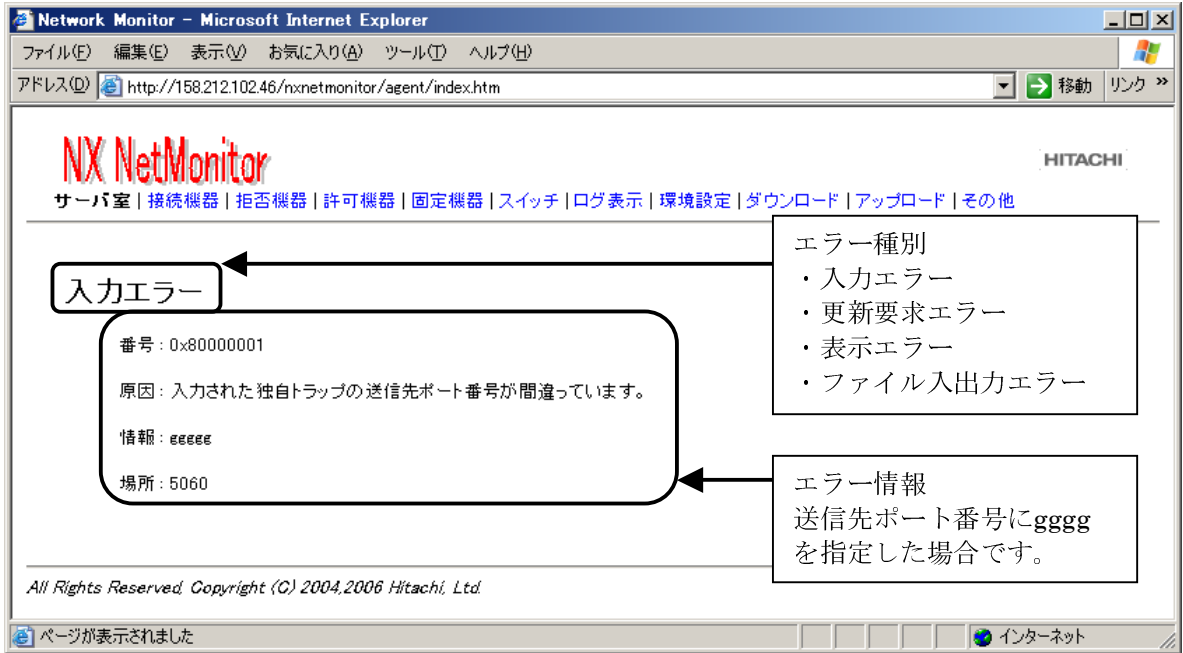 Network Monitor - Microsoft Internet Explorer
ファイル(F) 編集(E) 表示(V) お気に入り(A) ツール(T) ヘルプ(H)
アドレス(D) http://158.212.102.46/nxnetmonitor/agent/index.htm 移動 リンク »
NX NetMonitor
HITACHI
サーバ室 | 接続機器 | 拒否機器 | 許可機器 | 固定機器 | スイッチ | ログ表示 | 環境設定 | ダウンロード | アップロード | その他
エラー種別
・入力エラー
・更新要求エラー
・表示エラー
・ファイル入出力エラー
入力エラー
番号 : 0x80000001
原因 : 入力された独自トラップの送信先ポート番号が間違っています。
情報 : ggggg
場所 : 5060
エラー情報
送信先ポート番号にgggg
を指定した場合です。
All Rights Reserved, Copyright (C) 2004,2006 Hitachi, Ltd.
ページが表示されました
インターネット